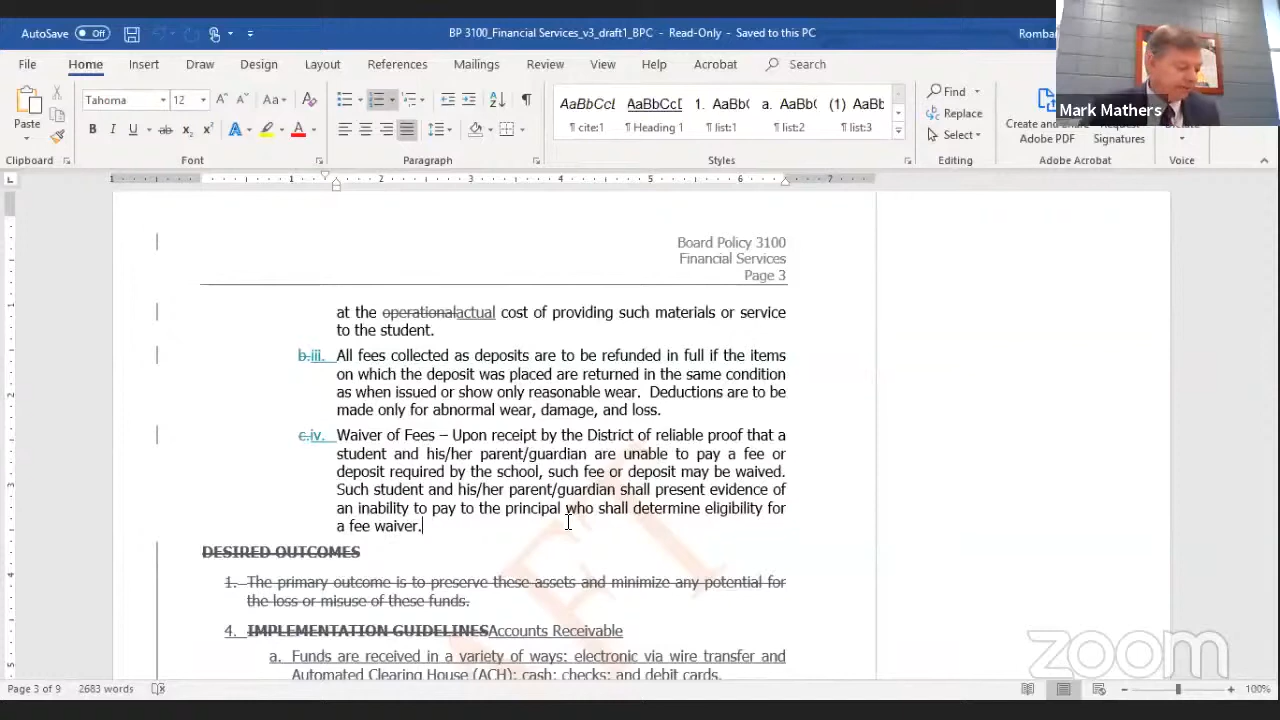 AutoSave Off BP 3100_Financial Services_v3_draft1_BPC - Read-Only - Saved to this PC
File Home Insert Draw Design Layout References Mailings Review View Help Acrobat Search
Mark Mathers
Paste
Tahoma 12
AaBbCcI AaBbCcD 1. AaBb( a. AaBb( (1) AaBb
¶ cite:1 ¶ Heading 1 ¶ list:1 ¶ list:2 ¶ list:3
Find
Replace
Select
Adobe PDF Signatures
Clipboard Font Paragraph Styles Editing Adobe Acrobat Voice
1 1 2 3 4 5 6 7
Board Policy 3100
Financial Services
Page 3
at the operationalactual cost of providing such materials or service
to the student.
b.iii. All fees collected as deposits are to be refunded in full if the items
on which the deposit was placed are returned in the same condition
as when issued or show only reasonable wear. Deductions are to be
made only for abnormal wear, damage, and loss.
c.iv. Waiver of Fees – Upon receipt by the District of reliable proof that a
student and his/her parent/guardian are unable to pay a fee or
deposit required by the school, such fee or deposit may be waived.
Such student and his/her parent/guardian shall present evidence of
an inability to pay to the principal who shall determine eligibility for
a fee waiver.
DESIRED OUTCOMES
1. The primary outcome is to preserve these assets and minimize any potential for
the loss or misuse of these funds.
4. IMPLEMENTATION GUIDELINESAccounts Receivable
a. Funds are received in a variety of ways: electronic via wire transfer and
Automated Clearing House (ACH); cash; checks; and debit cards.
zoom
Page 3 of 9 2683 words 100%